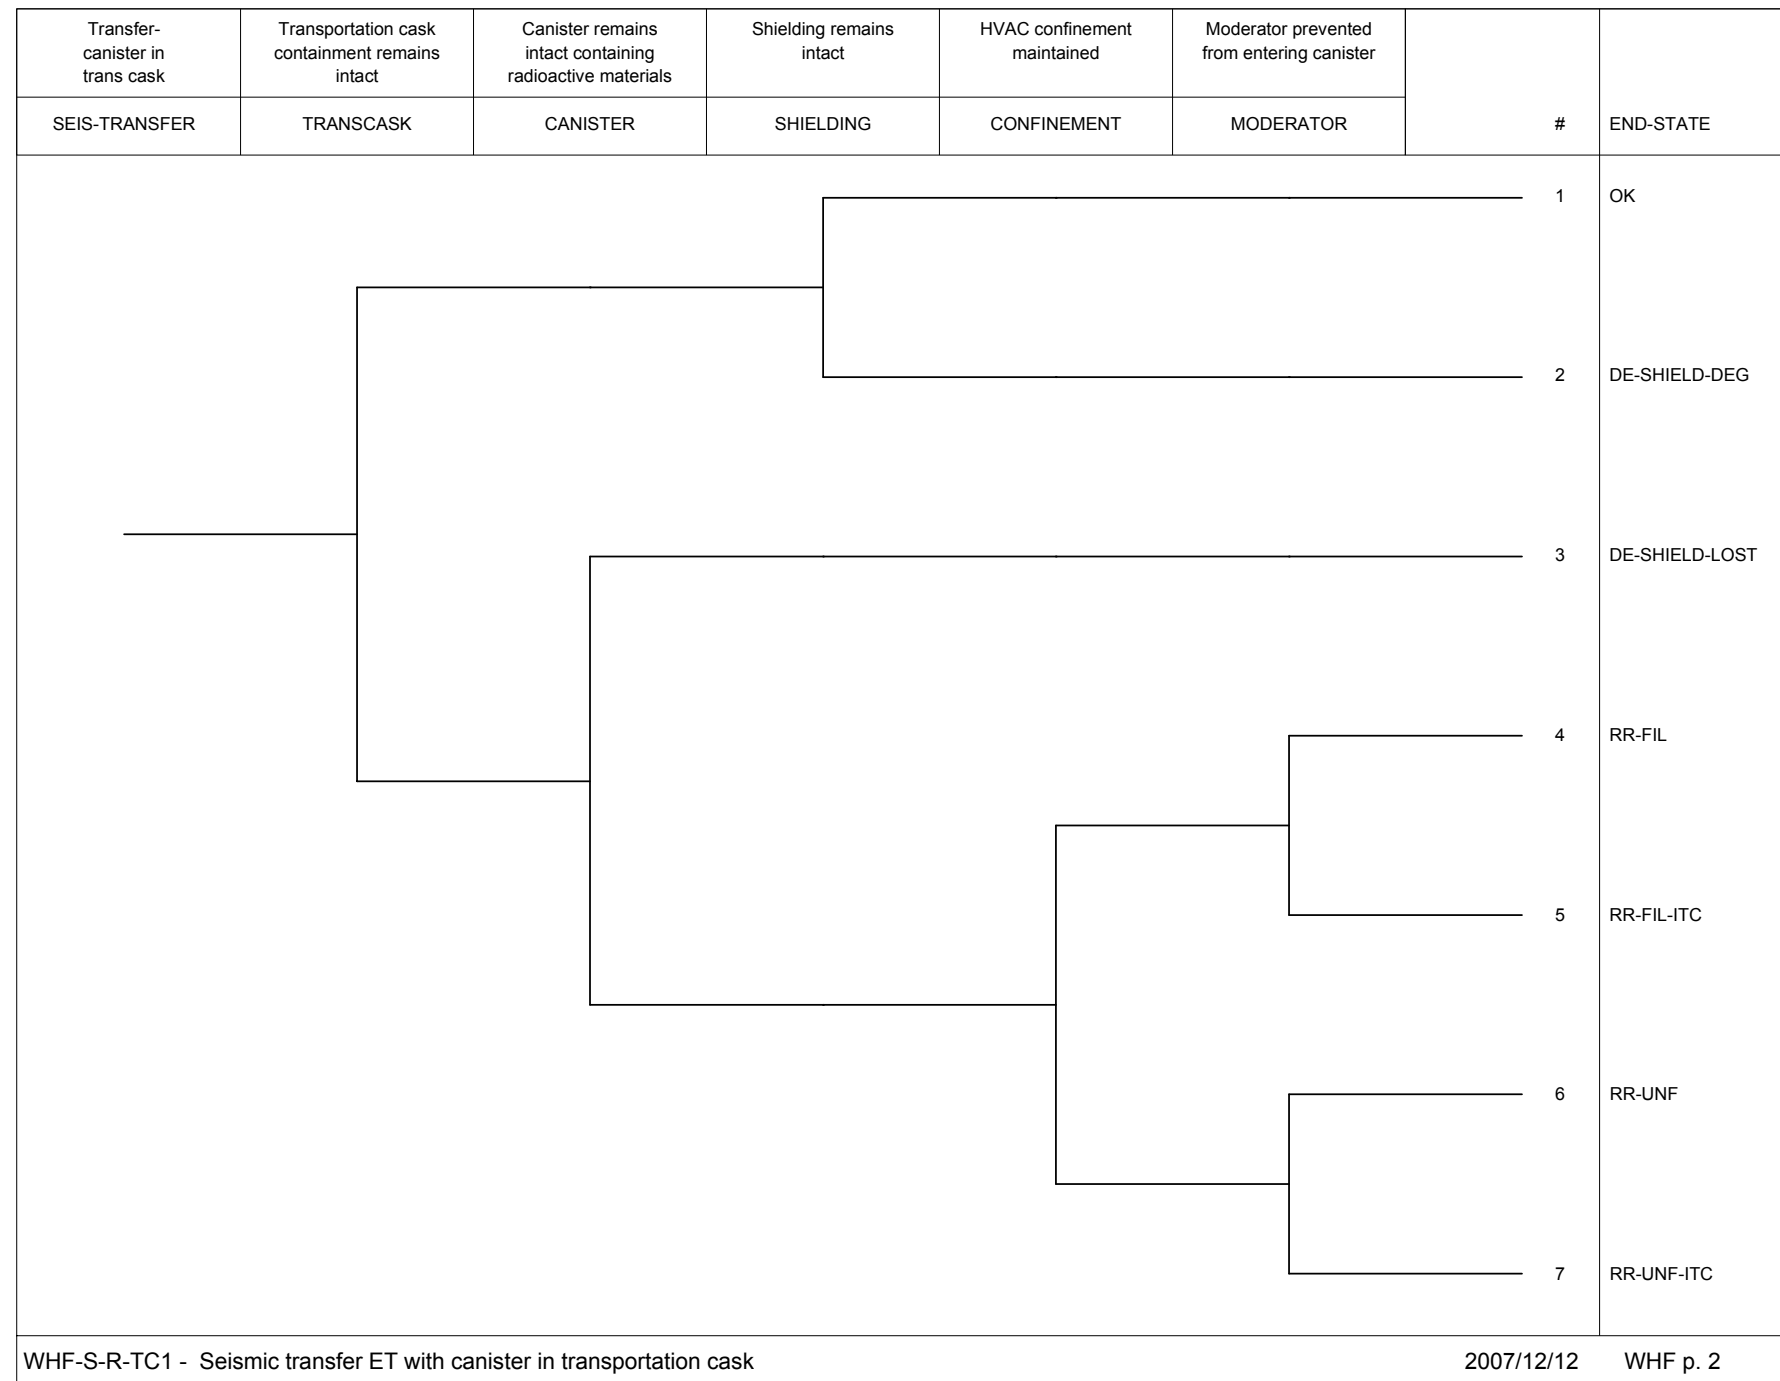 Transfer-
canister in
trans cask
Transportation cask
containment remains
intact
Canister remains
intact containing
radioactive materials
Shielding remains
intact
HVAC confinement
maintained
Moderator prevented
from entering canister
SEIS-TRANSFER
TRANSCASK
CANISTER
SHIELDING
CONFINEMENT
MODERATOR
#
END-STATE
1 OK
2 DE-SHIELD-DEG
3 DE-SHIELD-LOST
4 RR-FIL
5 RR-FIL-ITC
6 RR-UNF
7 RR-UNF-ITC
WHF-S-R-TC1 - Seismic transfer ET with canister in transportation cask 2007/12/12 WHF p. 2